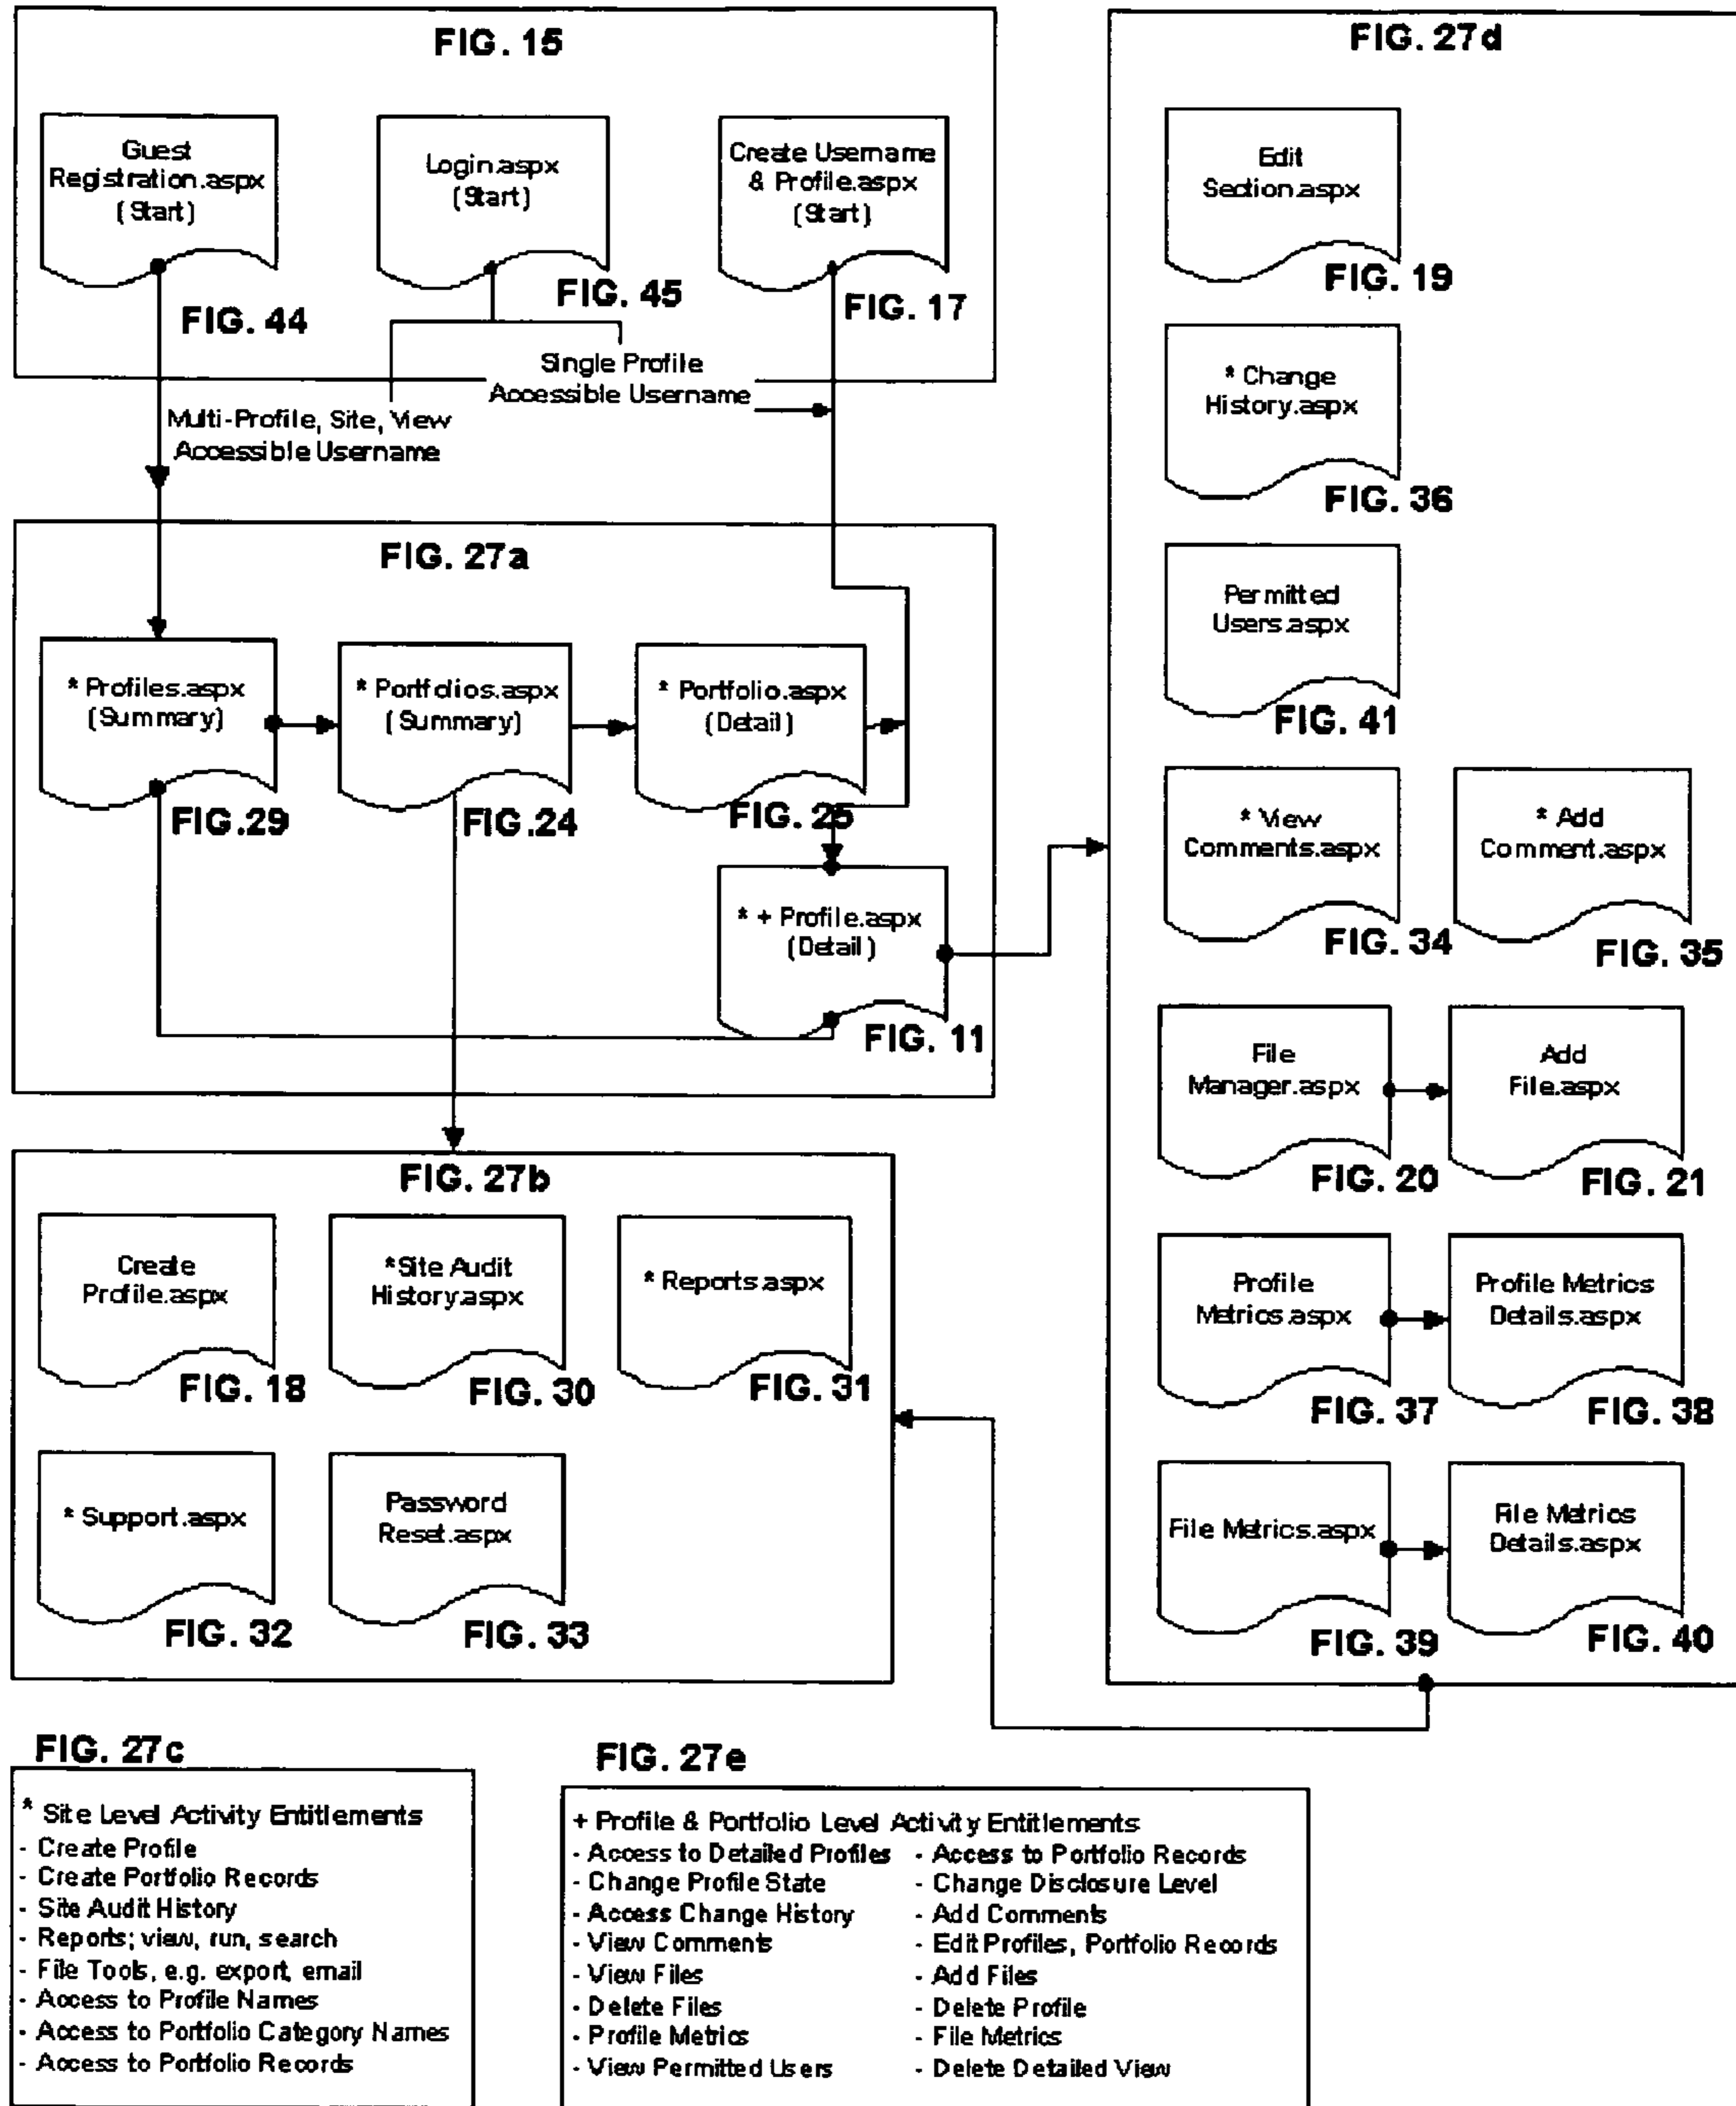 FIG. 15
Guest
Registration.aspx
(Start)
FIG. 44
Login.aspx
(Start)
FIG. 45
Create Username
& Profile.aspx
(Start)
FIG. 17
Single Profile
Accessible Username
Multi-Profile, Site, View
Accessible Username
FIG. 27a
* Profiles.aspx
(Summary)
FIG.29
* Portfolios.aspx
(Summary)
FIG.24
* Portfolio.aspx
(Detail)
FIG. 25
* + Profile.aspx
(Detail)
FIG. 11
FIG. 27b
Create
Profile.aspx
FIG. 18
*Site Audit
History.aspx
FIG. 30
* Reports.aspx
FIG. 31
* Support.aspx
FIG. 32
Password
Reset.aspx
FIG. 33
FIG. 27d
Edit
Section.aspx
FIG. 19
* Change
History.aspx
FIG. 36
Permitted
Users.aspx
FIG. 41
* View
Comments.aspx
FIG. 34
* Add
Comment.aspx
FIG. 35
File
Manager.aspx
FIG. 20
Add
File.aspx
FIG. 21
Profile
Metrics.aspx
FIG. 37
Profile Metrics
Details.aspx
FIG. 38
File Metrics.aspx
FIG. 39
File Metrics
Details.aspx
FIG. 40
FIG. 27c
* Site Level Activity Entitlements
- Create Profile
- Create Portfolio Records
- Site Audit History
- Reports; view, run, search
- File Tools, e.g. export, email
- Access to Profile Names
- Access to Portfolio Category Names
- Access to Portfolio Records
FIG. 27e
+ Profile & Portfolio Level Activity Entitlements
- Access to Detailed Profiles
- Change Profile State
- Access Change History
- View Comments
- View Files
- Delete Files
- Profile Metrics
- View Permitted Users
- Access to Portfolio Records
- Change Disclosure Level
- Add Comments
- Edit Profiles, Portfolio Records
- Add Files
- Delete Profile
- File Metrics
- Delete Detailed View